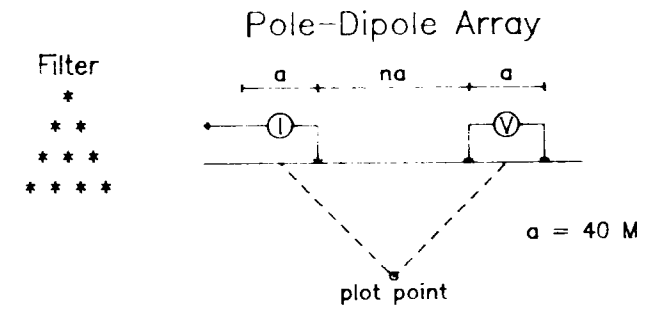 Pole-Dipole Array
Filter
*
* *
* * *
* * * *
a na a
I V
a = 40 M
plot point